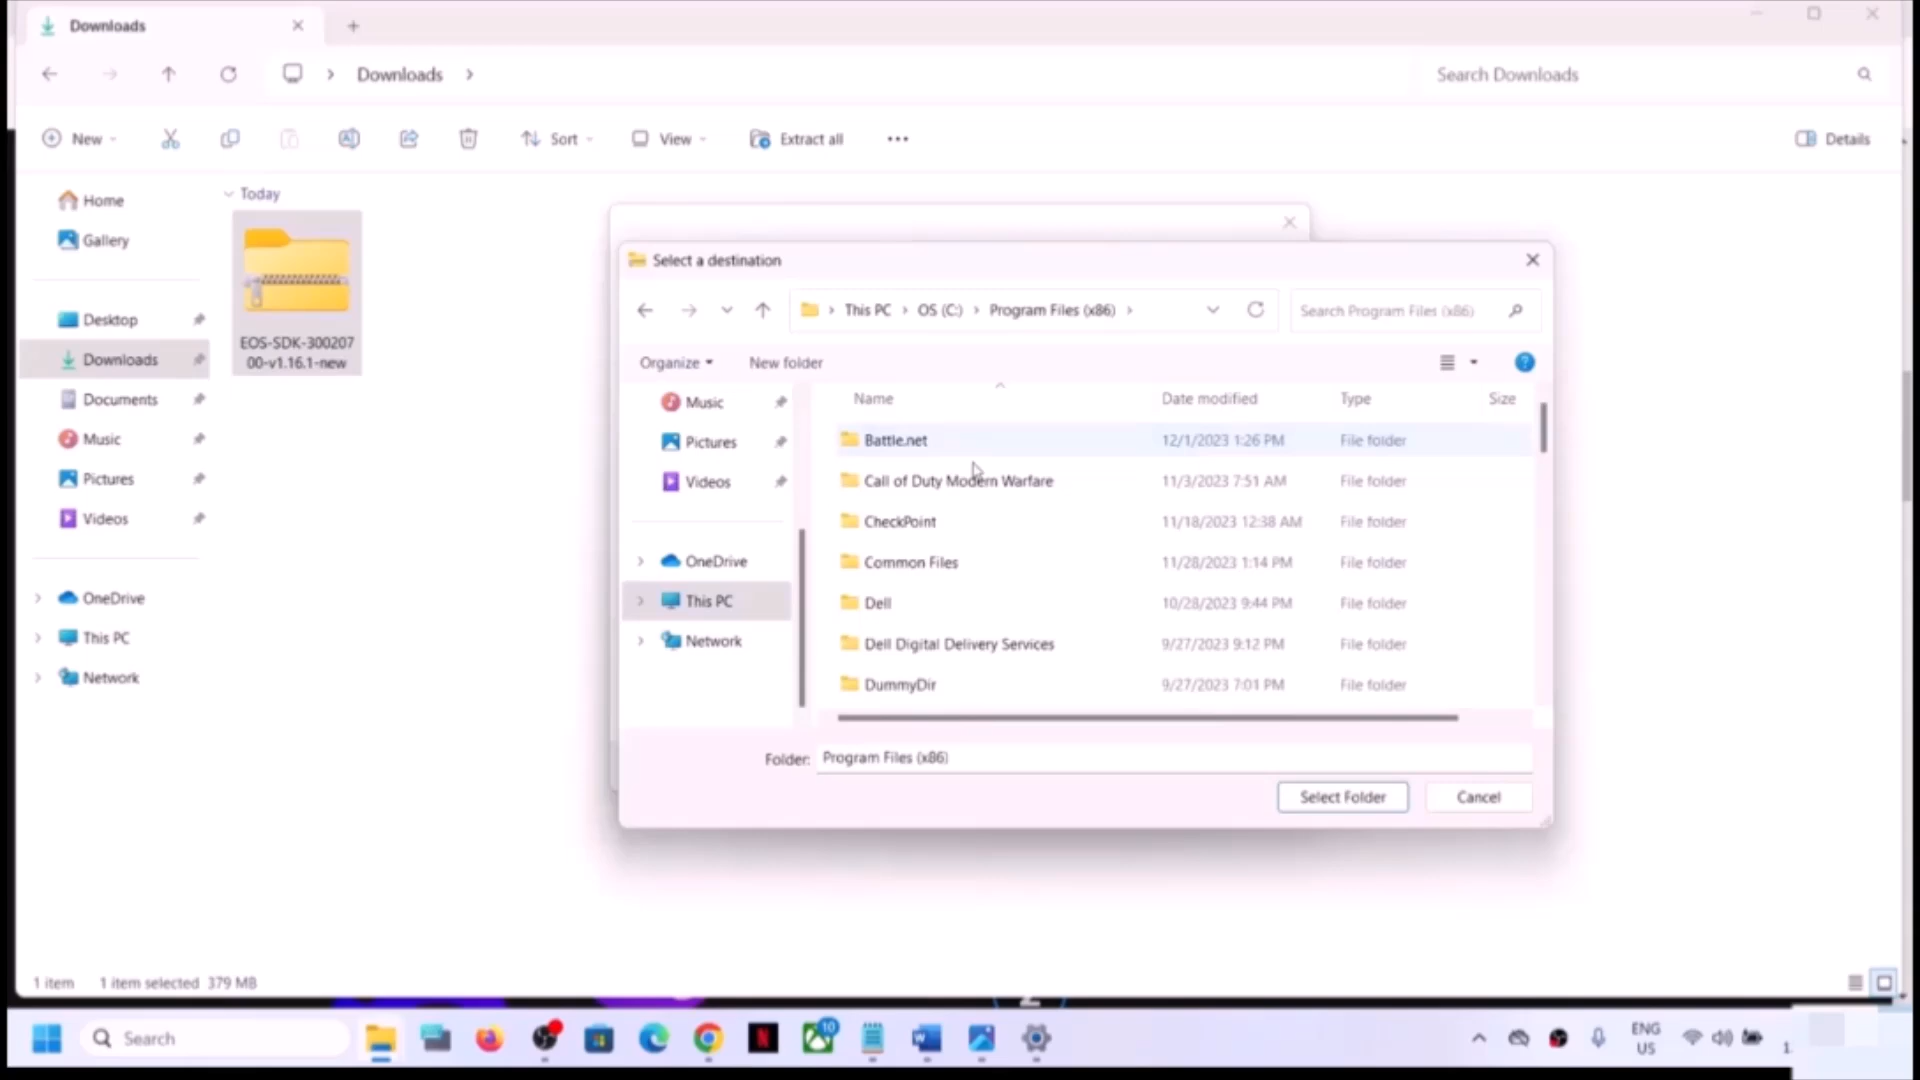 Downloads
Downloads
Search Downloads
New
Sort
View
Extract all
Details
Home
Gallery
Desktop
Downloads
Documents
Music
Pictures
Videos
OneDrive
This PC
Network
Today
EOS-SDK-300207
00-v1.16.1-new
Select a destination
This PC
OS (C:)
Program Files (x86)
Search Program Files (x86)
Organize
New folder
Music
Pictures
Videos
OneDrive
This PC
Network
Name Date modified Type Size
Battle.net 12/1/2023 1:26 PM File folder
Call of Duty Modern Warfare 11/3/2023 7:51 AM File folder
CheckPoint 11/18/2023 12:38 AM File folder
Common Files 11/28/2023 1:14 PM File folder
Dell 10/28/2023 9:44 PM File folder
Dell Digital Delivery Services 9/27/2023 9:12 PM File folder
DummyDir 9/27/2023 7:01 PM File folder
Folder: Program Files (x86)
Select Folder
Cancel
1 item 1 item selected 379 MB
Search
10
ENG
US